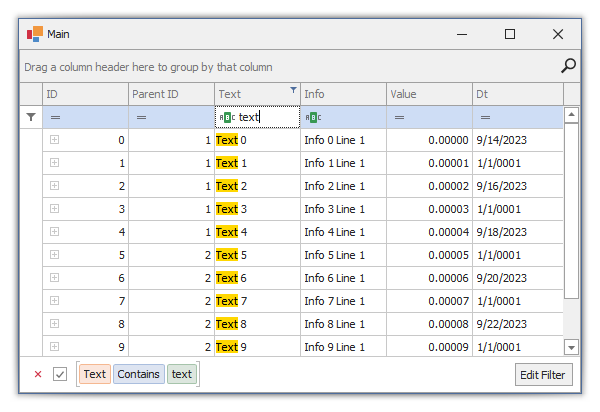 Main
Drag a column header here to group by that column
ID Parent ID Text Info Value Dt
= = ABC text ABC = =
0 1 Text 0 Info 0 Line 1 0.00000 9/14/2023
1 1 Text 1 Info 1 Line 1 0.00001 1/1/0001
2 1 Text 2 Info 2 Line 1 0.00002 9/16/2023
3 1 Text 3 Info 3 Line 1 0.00003 1/1/0001
4 1 Text 4 Info 4 Line 1 0.00004 9/18/2023
5 2 Text 5 Info 5 Line 1 0.00005 1/1/0001
6 2 Text 6 Info 6 Line 1 0.00006 9/20/2023
7 2 Text 7 Info 7 Line 1 0.00007 1/1/0001
8 2 Text 8 Info 8 Line 1 0.00008 9/22/2023
9 2 Text 9 Info 9 Line 1 0.00009 1/1/0001
Text Contains text Edit Filter